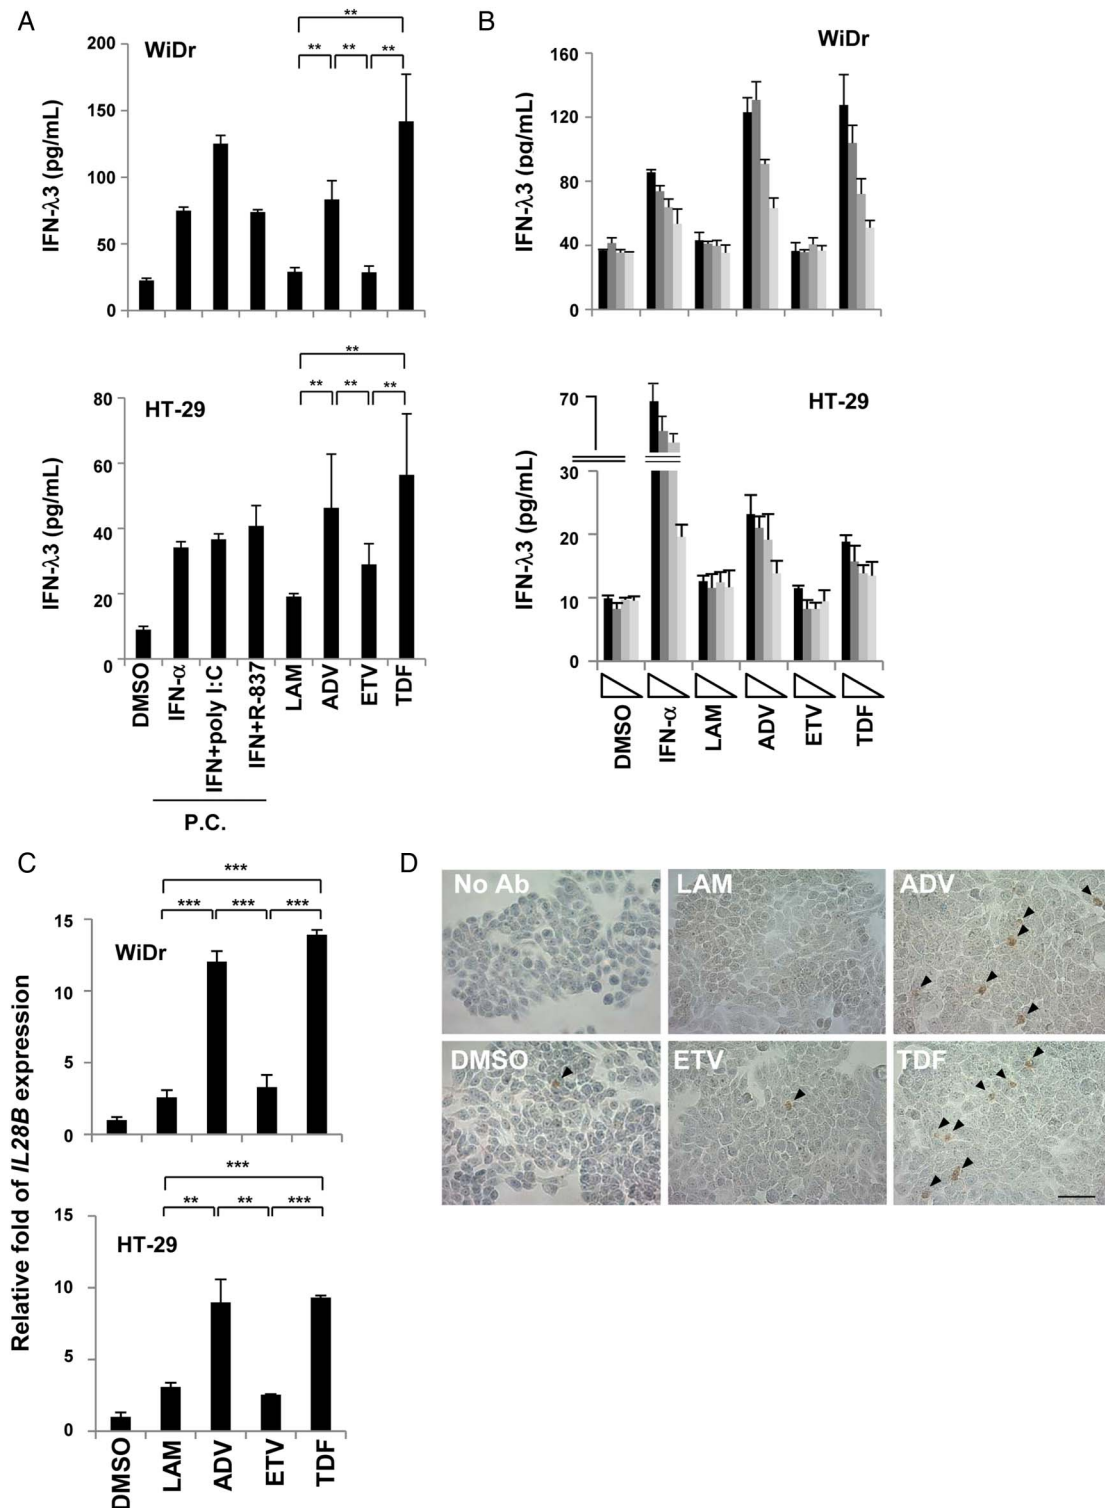 A
WiDr
** 
** ** **
IFN-λ3 (pg/mL)
200
150
100
50
0
HT-29
**
** ** **
IFN-λ3 (pg/mL)
80
60
40
20
0
DMSO
IFN-α
IFN+poly I:C
IFN+R-837
LAM
ADV
ETV
TDF
P.C.
B
WiDr
IFN-λ3 (pg/mL)
160
120
80
40
0
HT-29
IFN-λ3 (pg/mL)
70
30
20
10
0
DMSO
IFN-α
LAM
ADV
ETV
TDF
C
Relative fold of IL28B expression
***
*** *** ***
WiDr
15
10
5
0
***
** ** ***
HT-29
15
10
5
0
DMSO
LAM
ADV
ETV
TDF
D
No Ab
LAM
ADV
DMSO
ETV
TDF